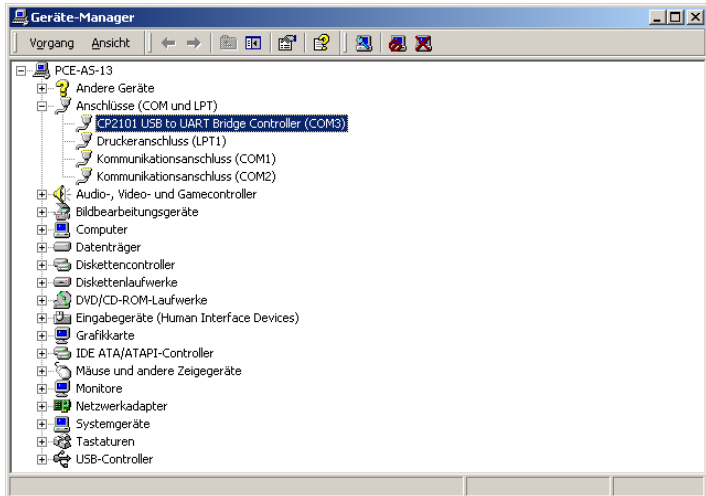 Geräte-Manager
Vorgang Ansicht
PCE-AS-13
Andere Geräte
Anschlüsse (COM und LPT)
CP2101 USB to UART Bridge Controller (COM3)
Druckeranschluss (LPT1)
Kommunikationsanschluss (COM1)
Kommunikationsanschluss (COM2)
Audio-, Video- und Gamecontroller
Bildbearbeitungsgeräte
Computer
Datenträger
Diskettencontroller
Diskettenlaufwerke
DVD/CD-ROM-Laufwerke
Eingabegeräte (Human Interface Devices)
Grafikkarte
IDE ATA/ATAPI-Controller
Mäuse und andere Zeigegeräte
Monitore
Netzwerkadapter
Systemgeräte
Tastaturen
USB-Controller